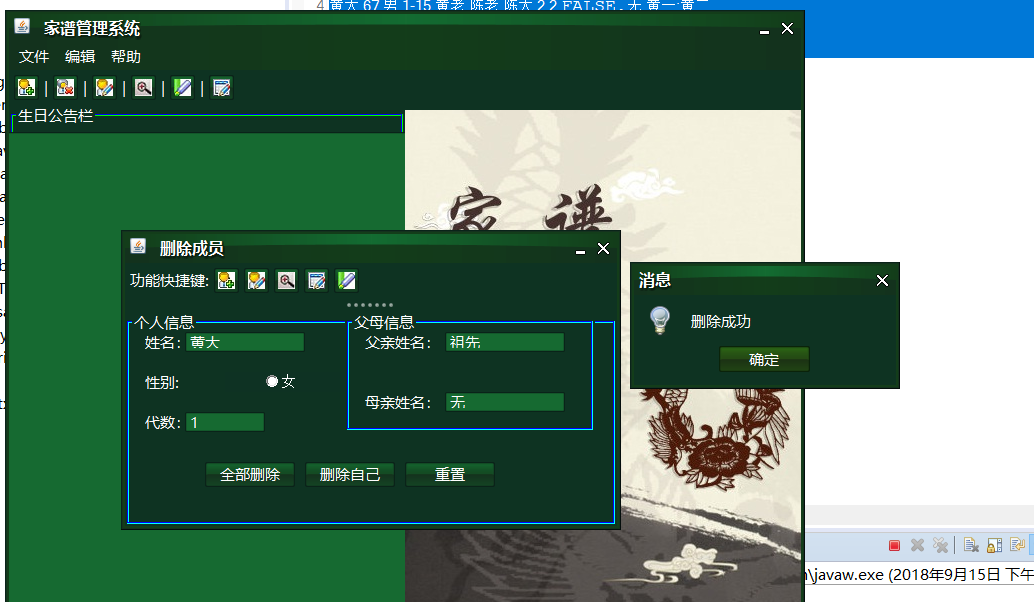 4 黄大 67 男 1-15 黄老 陈老 陈大 2 2 FALSE . 无 黄一·黄二
家谱管理系统
文件 编辑 帮助
生日公告栏
家 谱
删除成员
功能快捷键:
个人信息
父母信息
姓名: 黄大
父亲姓名: 祖先
性别: 女
母亲姓名: 无
代数: 1
全部删除 删除自己 重置
消息
删除成功
确定
\javaw.exe (2018年9月15日 下午